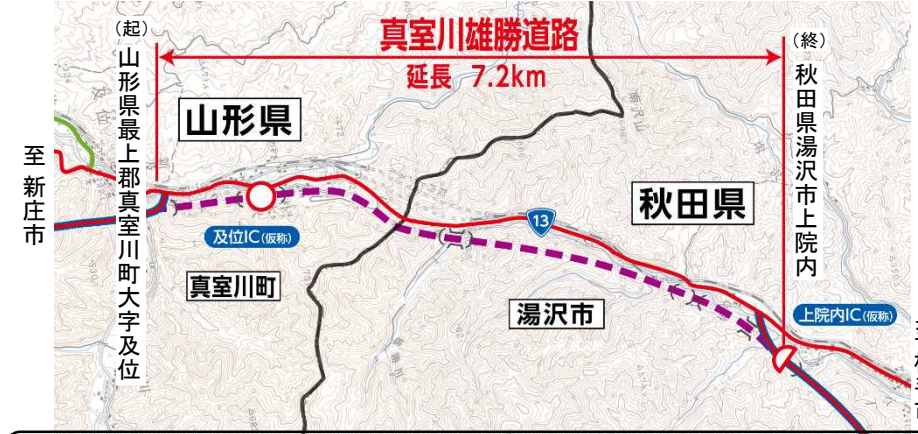 真室川雄勝道路
延長 7.2km
(起)
山形県最上郡真室川町大字及位
(終)
秋田県湯沢市上院内
山形県
秋田県
至 新庄市
13
及位IC(仮称)
真室川町
湯沢市
上院内IC(仮称)